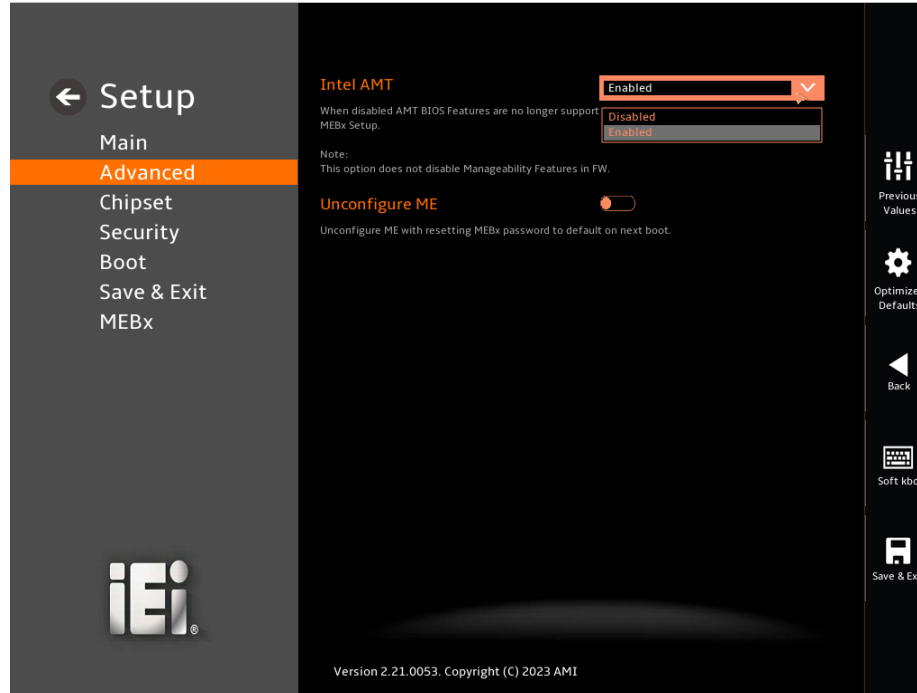 Setup
Main
Advanced
Chipset
Security
Boot
Save & Exit
MEBx
iEi®
Intel AMT
Enabled
When disabled AMT BIOS Features are no longer support
MEBx Setup.
Disabled
Enabled
Note:
This option does not disable Manageability Features in FW.
Unconfigure ME
Unconfigure ME with resetting MEBx password to default on next boot.
Version 2.21.0053. Copyright (C) 2023 AMI
Previous
Values
Optimize
Defaults
Back
Soft kbd
Save & Ex